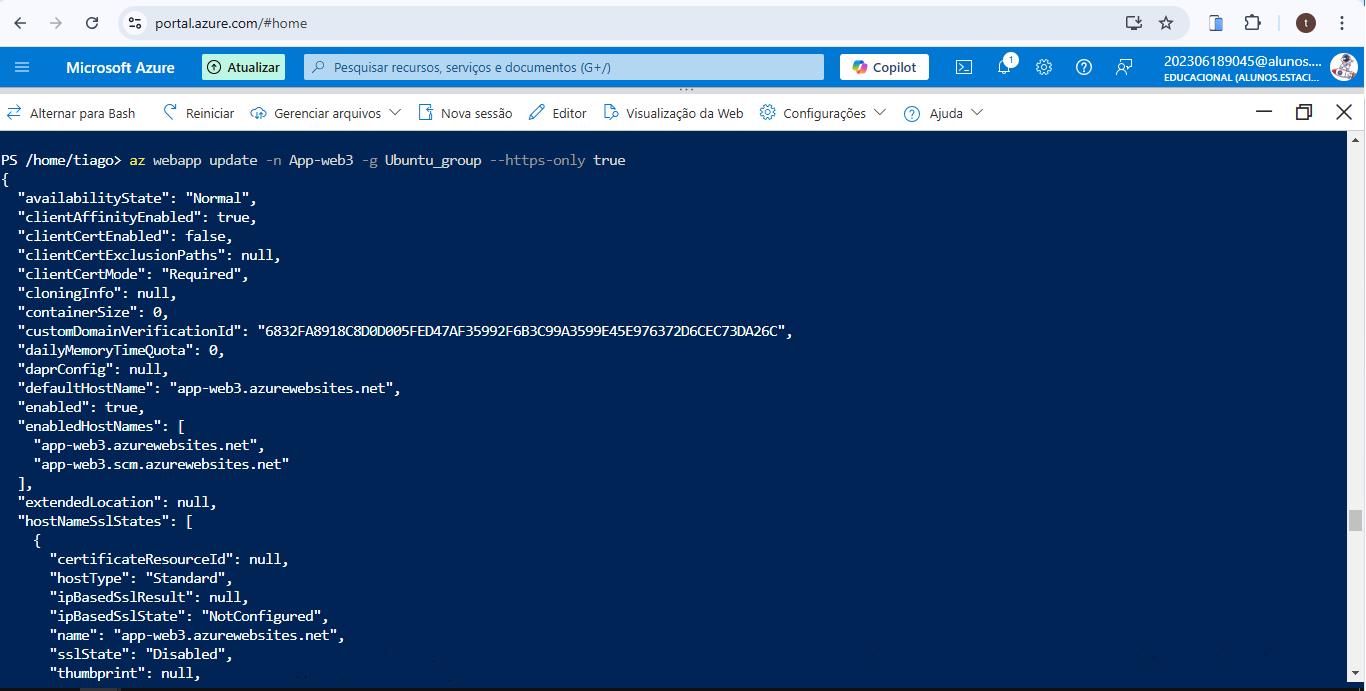 portal.azure.com/#home
t
Microsoft Azure
Atualizar
Pesquisar recursos, serviços e documentos (G+/)
Copilot
1
202306189045@alunos....
EDUCACIONAL (ALUNOS.ESTACI...
Alternar para Bash
Reiniciar
Gerenciar arquivos
Nova sessão
Editor
Visualização da Web
Configurações
Ajuda
PS /home/tiago> az webapp update -n App-web3 -g Ubuntu_group --https-only true
{
"availabilityState": "Normal",
"clientAffinityEnabled": true,
"clientCertEnabled": false,
"clientCertExclusionPaths": null,
"clientCertMode": "Required",
"cloningInfo": null,
"containerSize": 0,
"customDomainVerificationId": "6832FA8918C8D0D005FED47AF35992F6B3C99A3599E45E976372D6CEC73DA26C",
"dailyMemoryTimeQuota": 0,
"daprConfig": null,
"defaultHostName": "app-web3.azurewebsites.net",
"enabled": true,
"enabledHostNames": [
"app-web3.azurewebsites.net",
"app-web3.scm.azurewebsites.net"
],
"extendedLocation": null,
"hostNameSslStates": [
{
"certificateResourceId": null,
"hostType": "Standard",
"ipBasedSslResult": null,
"ipBasedSslState": "NotConfigured",
"name": "app-web3.azurewebsites.net",
"sslState": "Disabled",
"thumbprint": null,